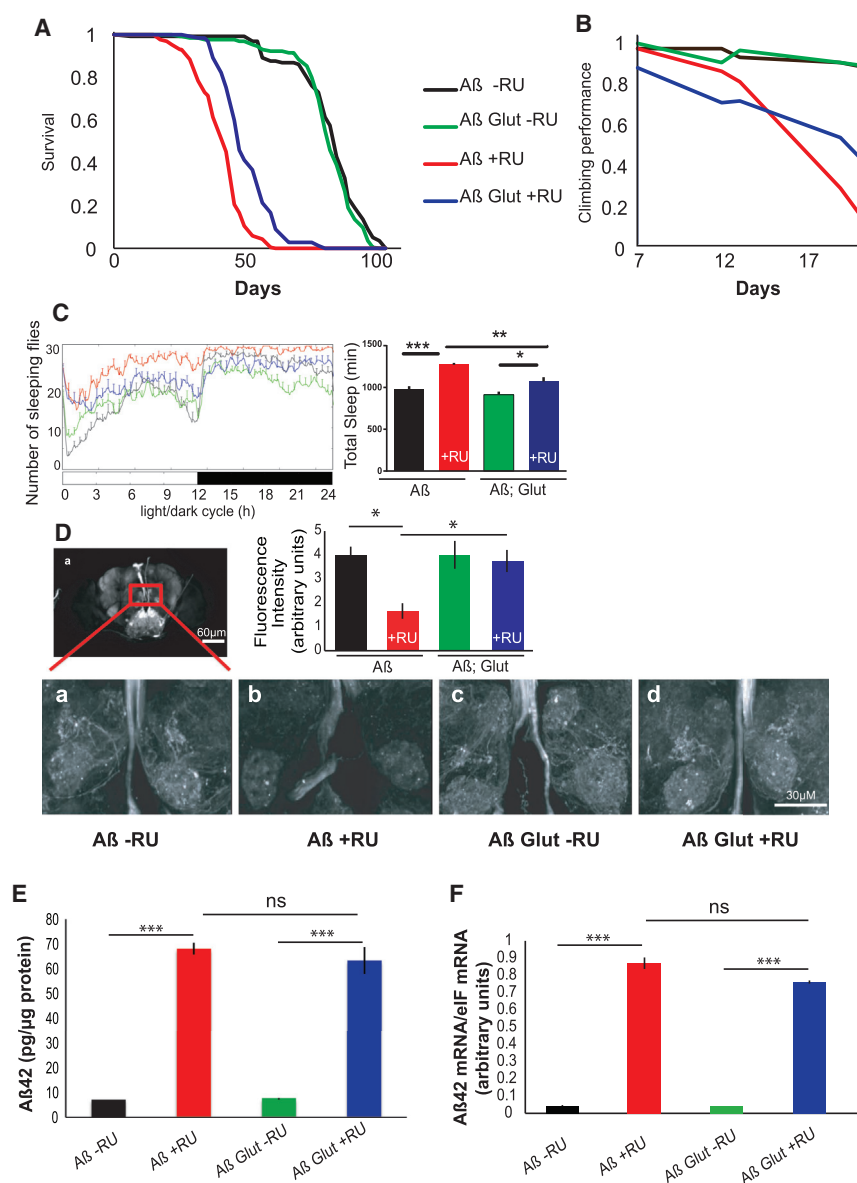 A
Survival
1
0.8
0.6
0.4
0.2
0
0
50
100
Days
Aß -RU
Aß Glut -RU
Aß +RU
Aß Glut +RU
B
Climbing performance
1
0.8
0.6
0.4
0.2
0
7
12
17
Days
C
Number of sleeping flies
30
20
10
0
0 3 6 9 12 15 18 21 24
light/dark cycle (h)
Total Sleep (min)
1500
1000
500
0
***
**
*
+RU
+RU
Aß
Aß; Glut
D
a
60µm
Fluorescence
Intensity
(arbitrary units)
5
4
3
2
1
0
*
*
+RU
+RU
Aß
Aß; Glut
a
b
c
d
30µM
Aß -RU
Aß +RU
Aß Glut -RU
Aß Glut +RU
E
Aß42 (pg/µg protein)
80
70
60
50
40
30
20
10
0
***
ns
***
Aß -RU
Aß +RU
Aß Glut -RU
Aß Glut +RU
F
Aß42 mRNA/eIF mRNA
(arbitrary units)
1
0.9
0.8
0.7
0.6
0.5
0.4
0.3
0.2
0.1
0
***
ns
***
Aß -RU
Aß +RU
Aß Glut -RU
Aß Glut +RU